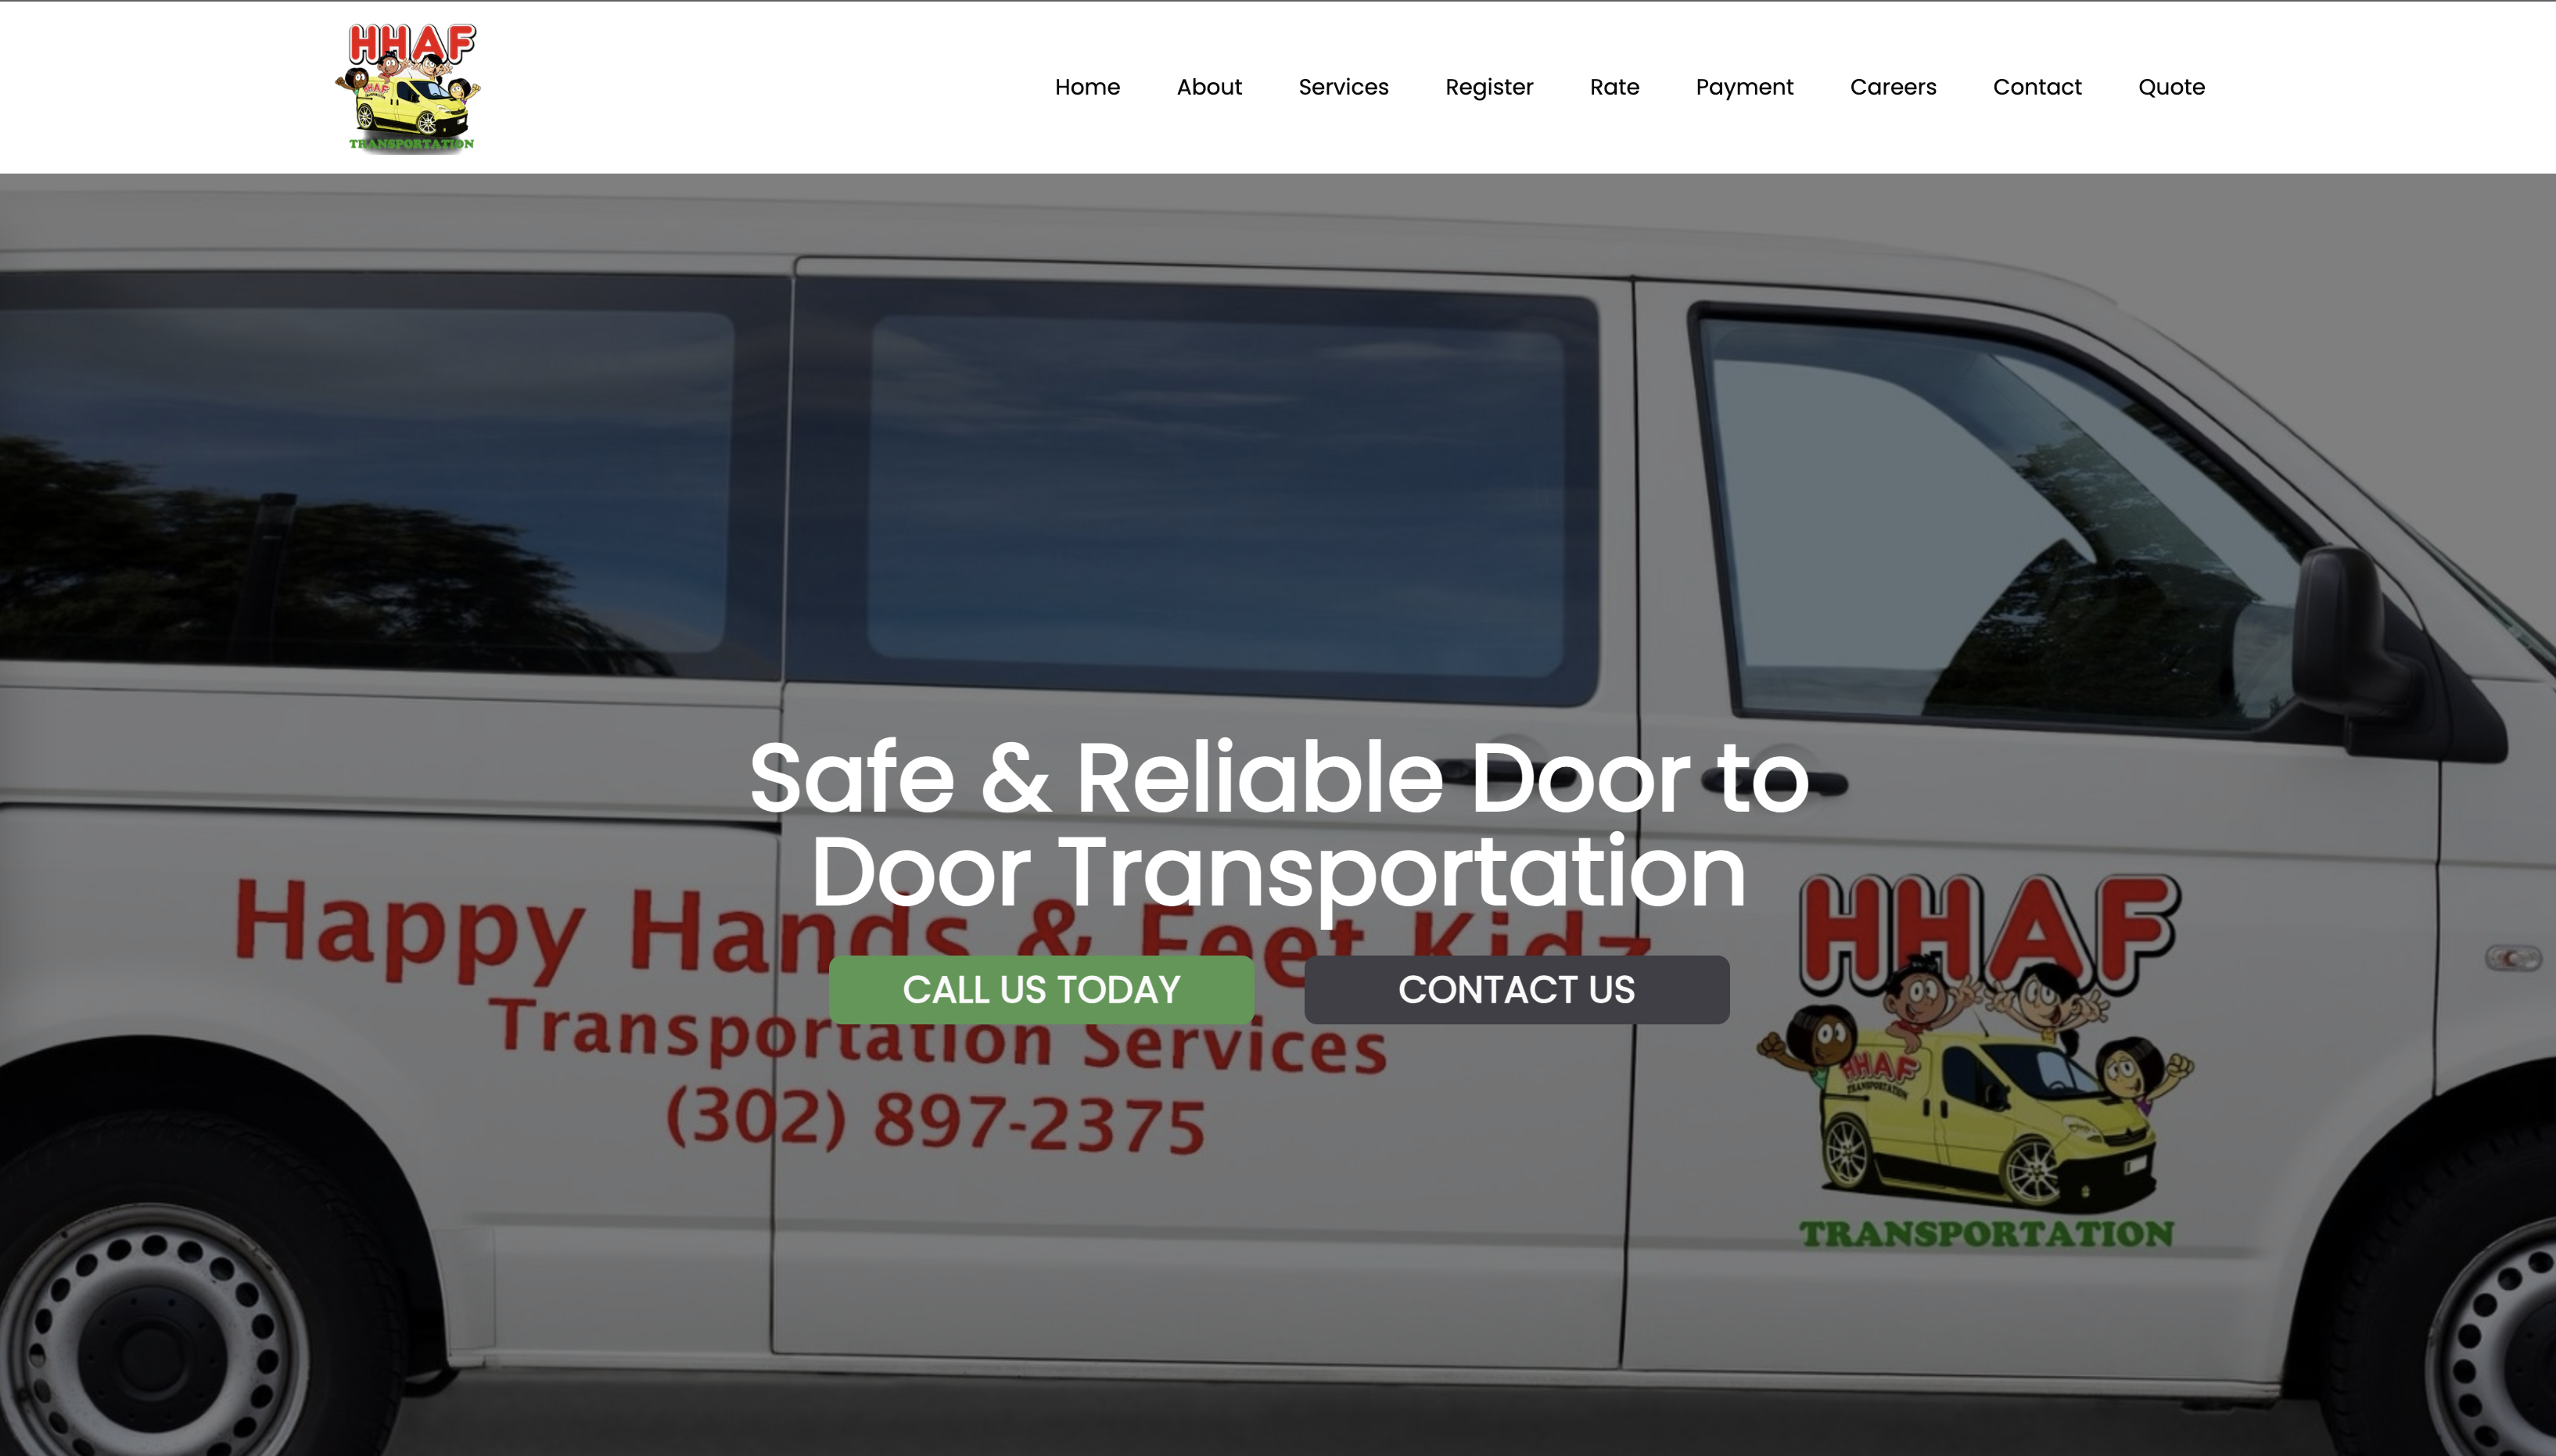 HHAF
HHAF
TRANSPORTATION
Home About Services Register Rate Payment Careers Contact Quote
Safe & Reliable Door to
Door Transportation
Happy Hands & Feet Kidz
CALL US TODAY CONTACT US
Transportation Services
(302) 897-2375
HHAF
HHAF
TRANSPORTATION
TRANSPORTATION